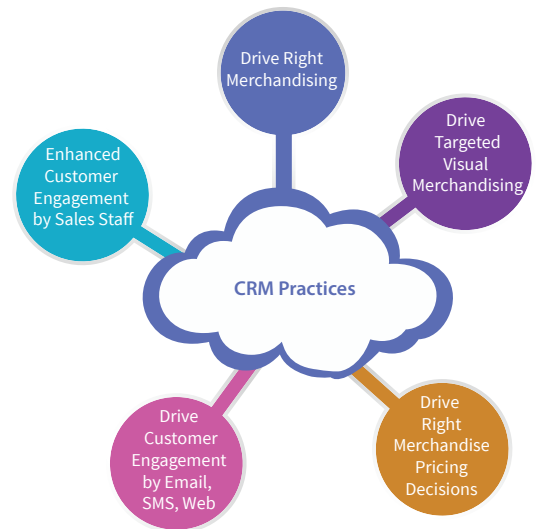 Drive Right
Merchandising
Drive
Targeted
Visual
Merchandising
Enhanced
Customer
Engagement
by Sales Staff
CRM Practices
Drive
Right
Merchandise
Pricing
Decisions
Drive
Customer
Engagement
by Email,
SMS, Web